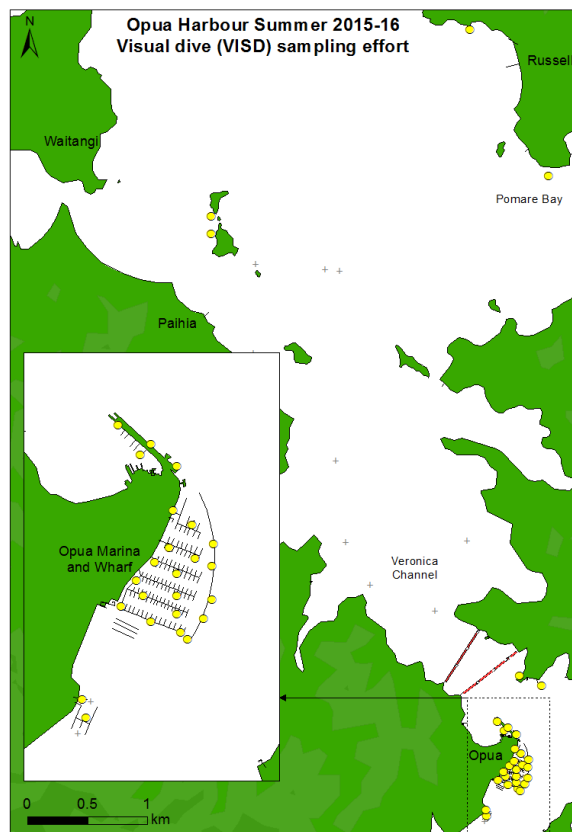 Opua Harbour Summer 2015-16
Visual dive (VISD) sampling effort
N
Russell
Waitangi
Pomare Bay
Paihia
Opua Marina
and Wharf
Veronica
Channel
Opua
0 0.5 1
km